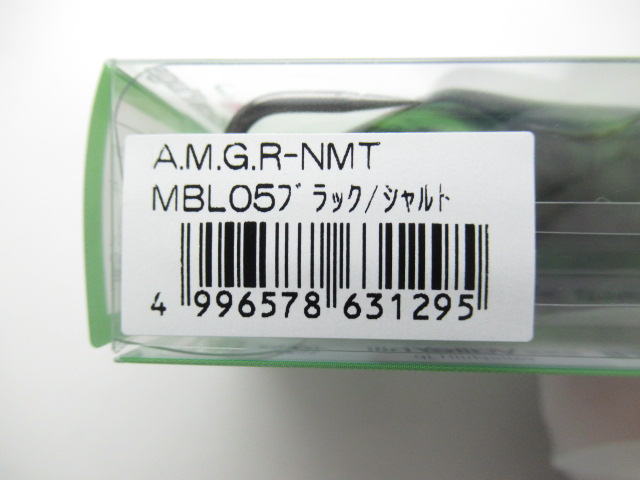 A.M.G.R-NMT
MBL05ﾌﾞﾗｯｸ/ｼｬﾙﾄ
4 996578 631295